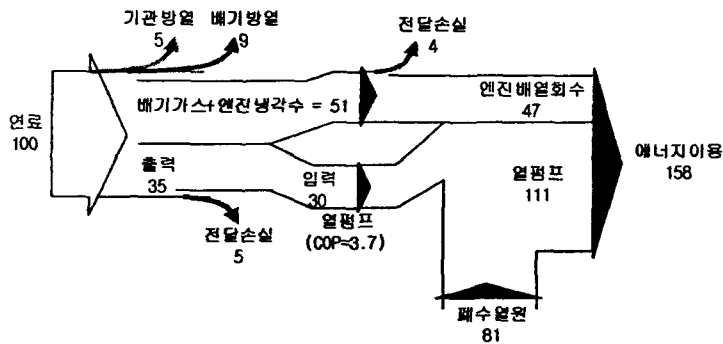 기관방열
5
배기방열
9
전달손실
4
연료
100
배기가스+엔진냉각수 = 51
엔진배열회수
47
출력
35
입력
30
열펌프
(COP=3.7)
전달손실
5
열펌프
111
에너지이용
158
폐수열원
81